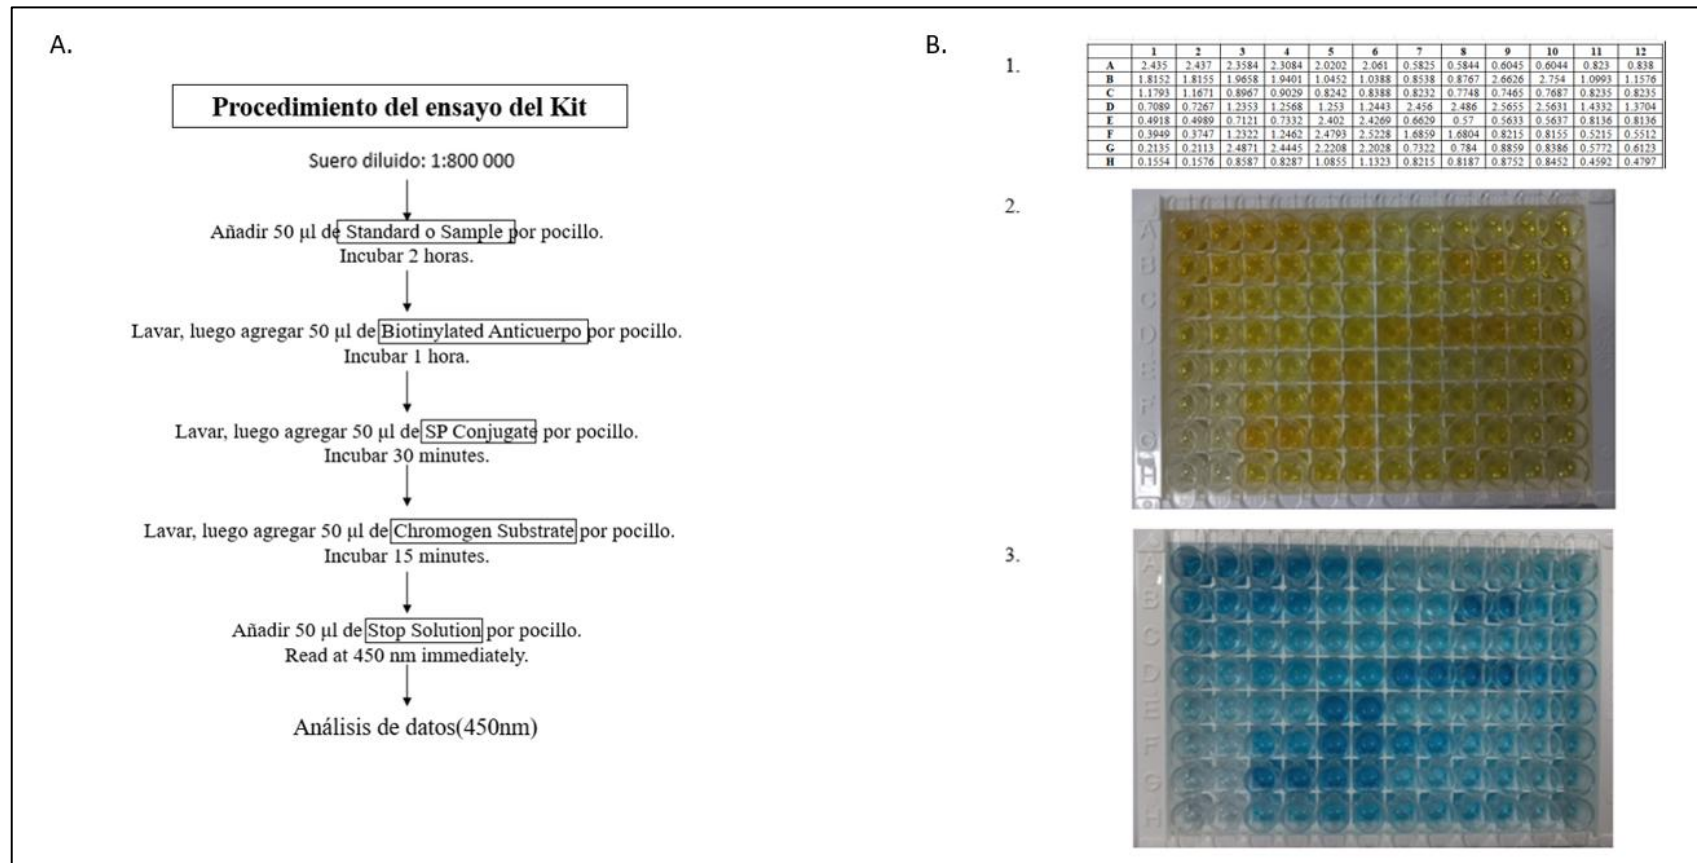 A.
Procedimiento del ensayo del Kit
Suero diluido: 1:800 000
Añadir 50 µl de Standard o Sample por pocillo.
Incubar 2 horas.
Lavar, luego agregar 50 µl de Biotinylated Anticuerpo por pocillo.
Incubar 1 hora.
Lavar, luego agregar 50 µl de SP Conjugate por pocillo.
Incubar 30 minutes.
Lavar, luego agregar 50 µl de Chromogen Substrate por pocillo.
Incubar 15 minutes.
Añadir 50 µl de Stop Solution por pocillo.
Read at 450 nm immediately.
Análisis de datos(450nm)
B.
1.
1 2 3 4 5 6 7 8 9 10 11 12
A 2.435 2.437 2.3584 2.3084 2.0202 2.061 0.5825 0.5844 0.6045 0.6044 0.823 0.838
B 1.8152 1.8155 1.9658 1.9401 1.0452 1.0388 0.8538 0.8767 2.6626 2.754 1.0993 1.1576
C 1.1793 1.1671 0.8967 0.9029 0.8242 0.8388 0.8232 0.7748 0.7465 0.7687 0.8235 0.8235
D 0.7089 0.7267 1.2353 1.2568 1.253 1.2443 2.456 2.486 2.5655 2.5631 1.4332 1.3704
E 0.4918 0.4989 0.7121 0.7332 2.402 2.4269 0.6629 0.57 0.5633 0.5637 0.8136 0.8136
F 0.3949 0.3747 1.2322 1.2462 2.4793 2.5228 1.6859 1.6804 0.8215 0.8155 0.5215 0.5512
G 0.2135 0.2113 2.4871 2.4445 2.2208 2.2028 0.7322 0.784 0.8859 0.8386 0.5772 0.6123
H 0.1554 0.1576 0.8587 0.8287 1.0855 1.1323 0.8215 0.8187 0.8752 0.8452 0.4592 0.4797
2.
A
B
C
D
E
F
G
H
3.
A
B
C
D
E
F
G
H